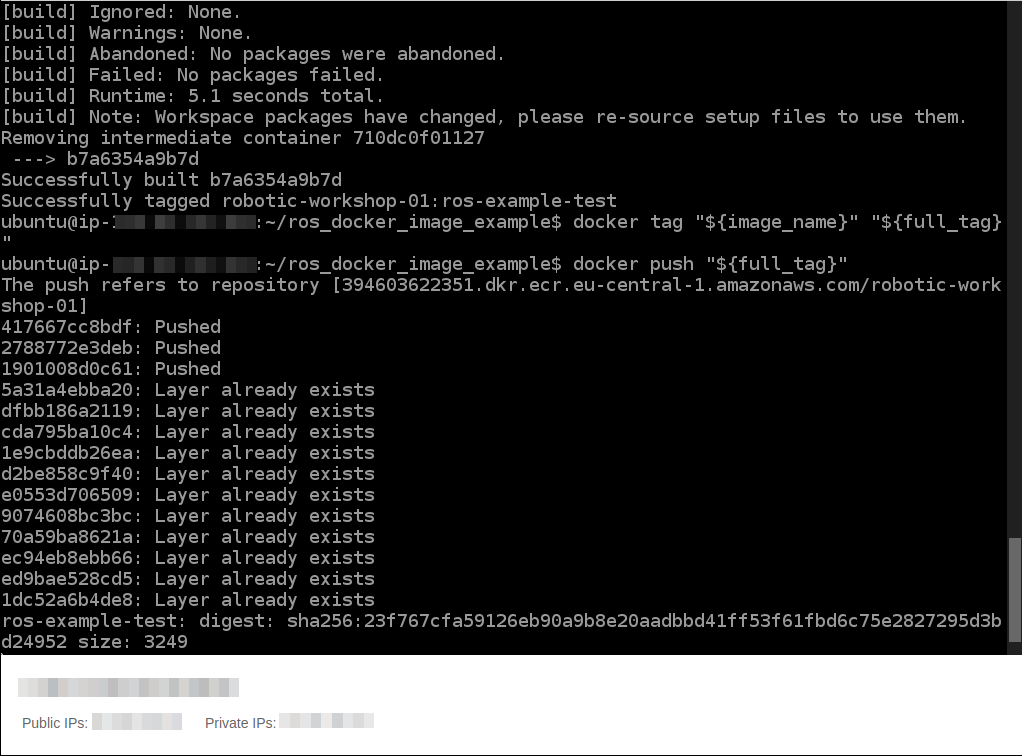 [build] Ignored: None.
[build] Warnings: None.
[build] Abandoned: No packages were abandoned.
[build] Failed: No packages failed.
[build] Runtime: 5.1 seconds total.
[build] Note: Workspace packages have changed, please re-source setup files to use them.
Removing intermediate container 710dc0f01127
 ---> b7a6354a9b7d
Successfully built b7a6354a9b7d
Successfully tagged robotic-workshop-01:ros-example-test
ubuntu@ip- :~/ros_docker_image_example$ docker tag "${image_name}" "${full_tag}
"
ubuntu@ip- :~/ros_docker_image_example$ docker push "${full_tag}"
The push refers to repository [394603622351.dkr.ecr.eu-central-1.amazonaws.com/robotic-work
shop-01]
417667cc8bdf: Pushed
2788772e3deb: Pushed
1901008d0c61: Pushed
5a31a4ebba20: Layer already exists
dfbb186a2119: Layer already exists
cda795ba10c4: Layer already exists
1e9cbddb26ea: Layer already exists
d2be858c9f40: Layer already exists
e0553d706509: Layer already exists
9074608bc3bc: Layer already exists
70a59ba8621a: Layer already exists
ec94eb8ebb66: Layer already exists
ed9bae528cd5: Layer already exists
1dc52a6b4de8: Layer already exists
ros-example-test: digest: sha256:23f767cfa59126eb90a9b8e20aadbbd41ff53f61fbd6c75e2827295d3b
d24952 size: 3249
Public IPs: Private IPs: